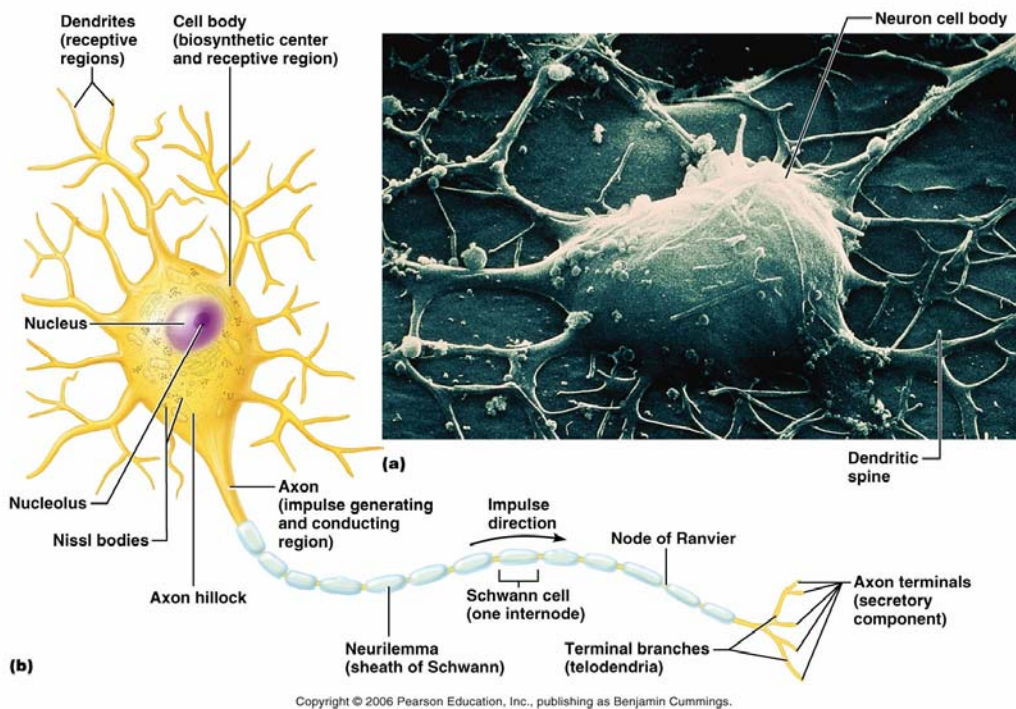 Dendrites
(receptive
regions)
Cell body
(biosynthetic center
and receptive region)
Neuron cell body
Nucleus
Nucleolus
Nissl bodies
Axon hillock
Axon
(impulse generating
and conducting
region)
(a)
Dendritic
spine
Impulse
direction
Node of Ranvier
Schwann cell
(one internode)
Neurilemma
(sheath of Schwann)
Terminal branches
(telodendria)
Axon terminals
(secretory
component)
(b)
Copyright © 2006 Pearson Education, Inc., publishing as Benjamin Cummings.